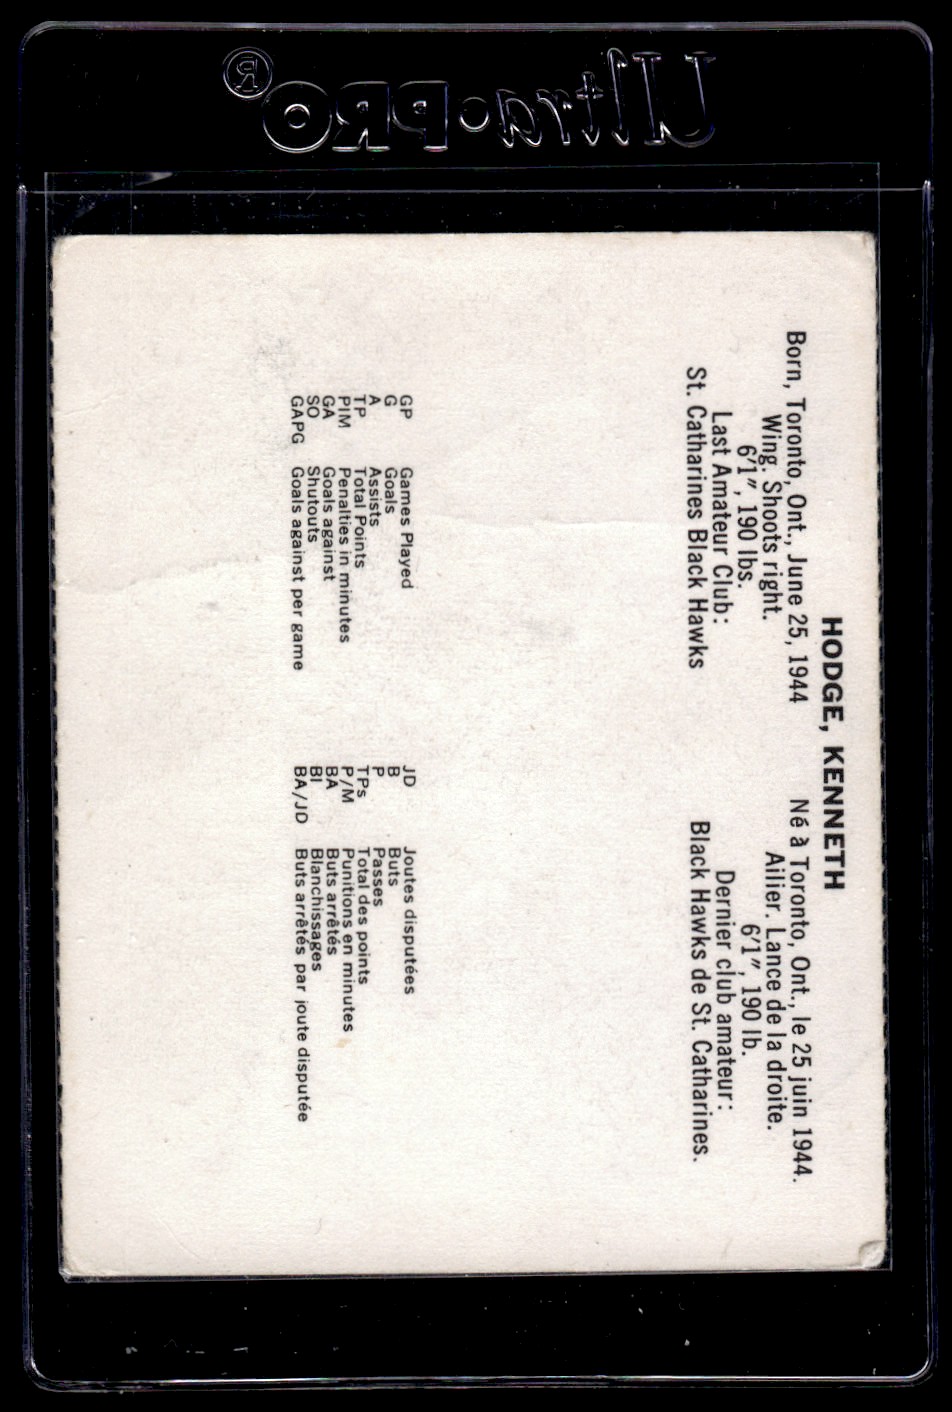 Ultra·PRO®
HODGE, KENNETH
Born, Toronto, Ont., June 25, 1944
Wing. Shoots right.
6'1", 190 lbs.
Last Amateur Club:
St. Catharines Black Hawks
Né à Toronto, Ont., le 25 juin 1944.
Ailier. Lance de la droite.
6'1", 190 lb.
Dernier club amateur:
Black Hawks de St. Catharines.
GP Games Played
G Goals
A Assists
TP Total Points
PIM Penalties in minutes
GA Goals against
SO Shutouts
GAPG Goals against per game
JD Joutes disputées
B Buts
P Passes
TPs Total des points
P/M Punitions en minutes
BA Buts arrêtés
BI Blanchissages
BA/JD Buts arrêtés par joute disputée